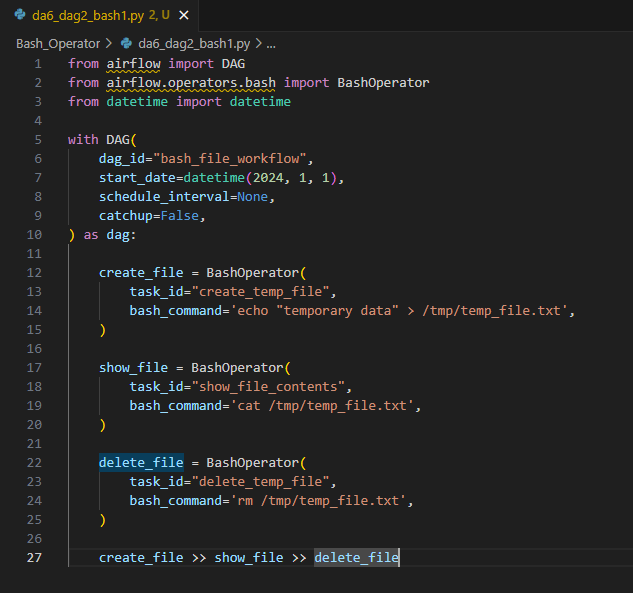 da6_dag2_bash1.py 2, U
Bash_Operator > da6_dag2_bash1.py > ...
1 from airflow import DAG
2 from airflow.operators.bash import BashOperator
3 from datetime import datetime
4
5 with DAG(
6     dag_id="bash_file_workflow",
7     start_date=datetime(2024, 1, 1),
8     schedule_interval=None,
9     catchup=False,
10 ) as dag:
11
12     create_file = BashOperator(
13         task_id="create_temp_file",
14         bash_command='echo "temporary data" > /tmp/temp_file.txt',
15     )
16
17     show_file = BashOperator(
18         task_id="show_file_contents",
19         bash_command='cat /tmp/temp_file.txt',
20     )
21
22     delete_file = BashOperator(
23         task_id="delete_temp_file",
24         bash_command='rm /tmp/temp_file.txt',
25     )
26
27     create_file >> show_file >> delete_file